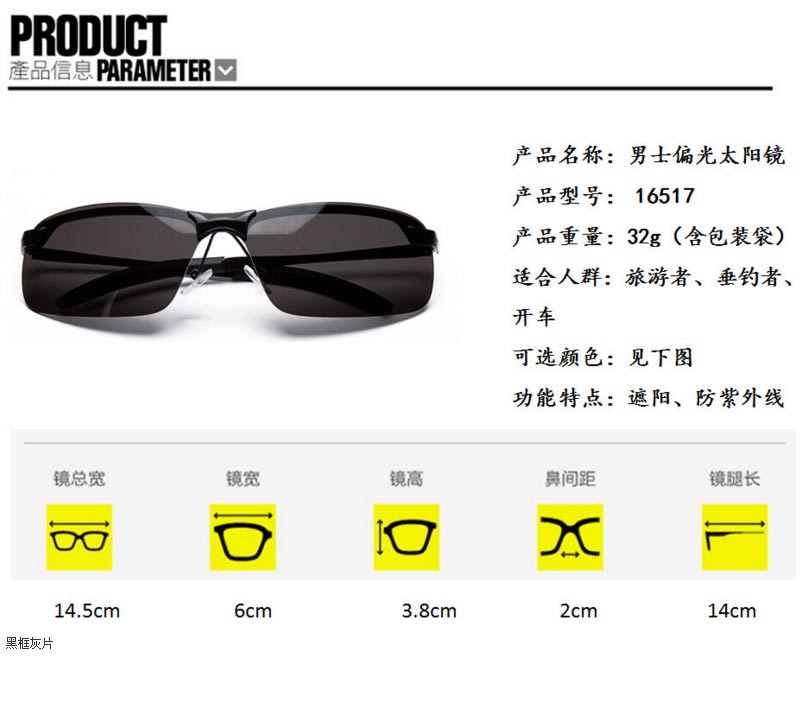 PRODUCT
產品信息 PARAMETER
产品名称：男士偏光太阳镜
产品型号： 16517
产品重量：32g（含包装袋）
适合人群：旅游者、垂钓者、
开车
可选颜色：见下图
功能特点：遮阳、防紫外线
镜总宽 镜宽 镜高 鼻间距 镜腿长
14.5cm 6cm 3.8cm 2cm 14cm
黑框灰片